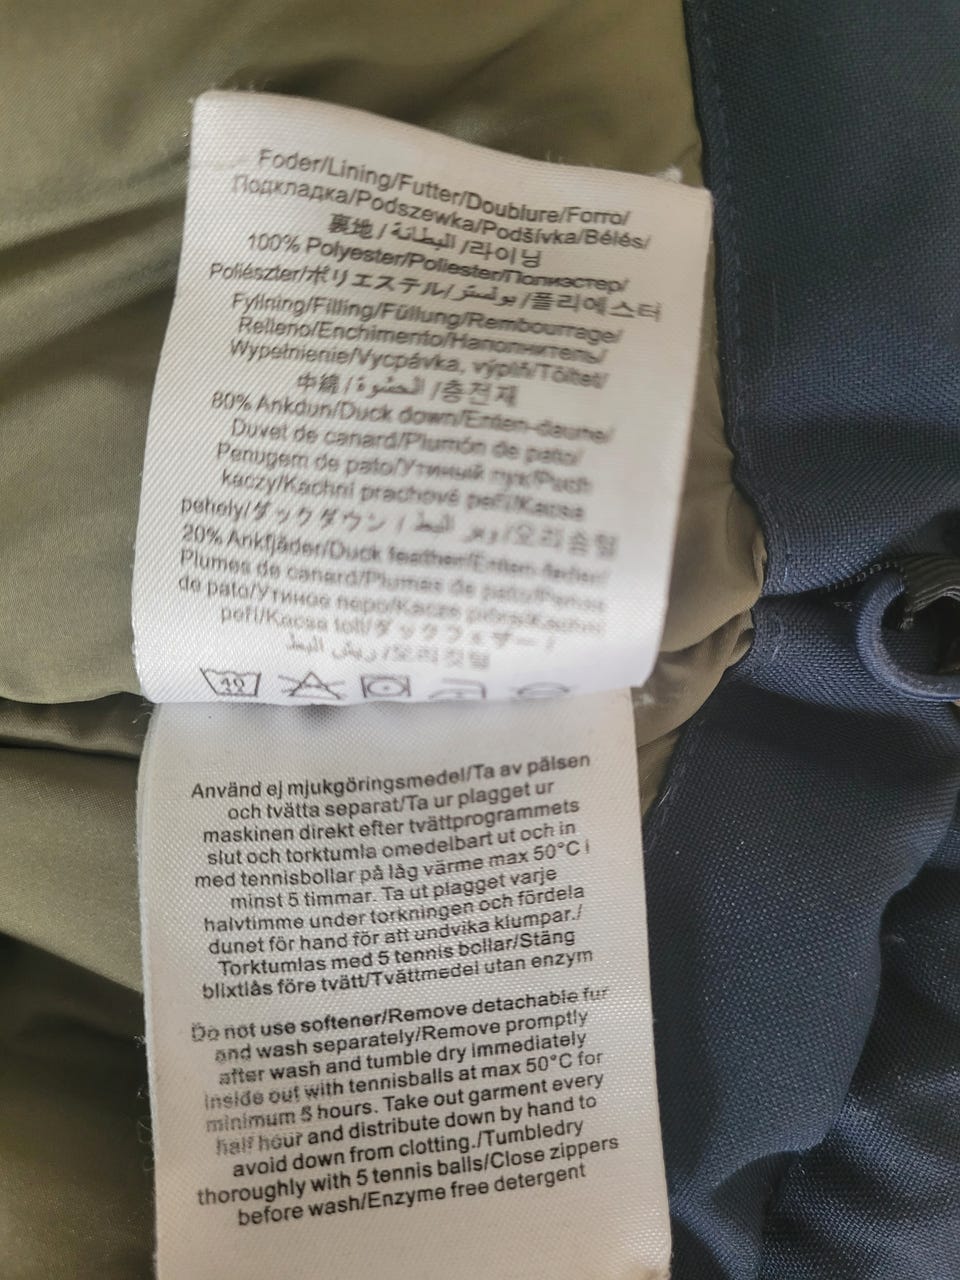 Foder/Lining/Futter/Doublure/Forro/
Подкладка/Podszewka/Podšívka/Bélés/
裏地/البطانة/라이닝
100% Polyester/Poliester/Полиэстер/
Poliészter/ポリエステル/بوليستر/폴리에스터
Fyllning/Filling/Füllung/Rembourrage/
Relleno/Enchimento/Наполнитель/
Wypełnienie/Vycpávka, výplň/Töltet/
中綿/الحشوة/충전재
80% Ankdun/Duck down/Enten-daune/
Duvet de canard/Plumón de pato/
Penugem de pato/Утиный пух/Puch
kaczy/Kachní prachové peří/Kacsa
pehely/ダックダウン/وبر البط/오리솜털
20% Ankfjäder/Duck feather/Enten-feder/
Plumes de canard/Plumas de pato/Penas
de pato/Утиное перо/Kacze pióra/Kachní
peří/Kacsa toll/ダックフェザー/
ريش البط/오리깃털
40
Använd ej mjukgöringsmedel/Ta av pälsen
och tvätta separat/Ta ur plagget ur
maskinen direkt efter tvättprogrammets
slut och torktumla omedelbart ut och in
med tennisbollar på låg värme max 50°C i
minst 5 timmar. Ta ut plagget varje
halvtimme under torkningen och fördela
dunet för hand för att undvika klumpar./
Torktumlas med 5 tennis bollar/Stäng
blixtlås före tvätt/Tvättmedel utan enzym
Do not use softener/Remove detachable fur
and wash separately/Remove promptly
after wash and tumble dry immediately
inside out with tennisballs at max 50°C for
minimum 5 hours. Take out garment every
half hour and distribute down by hand to
avoid down from clotting./Tumbledry
thoroughly with 5 tennis balls/Close zippers
before wash/Enzyme free detergent